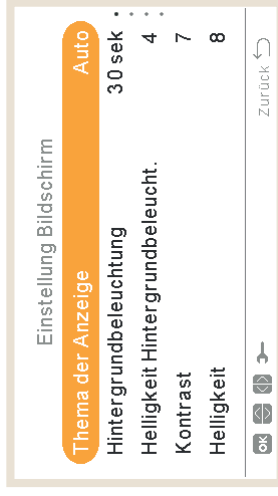 Einstellung Bildschirm
Thema der Anzeige Auto
Hintergrundbeleuchtung 30 sek
Helligkeit Hintergrundbeleucht. 4
Kontrast 7
Helligkeit 8
OK Zurück